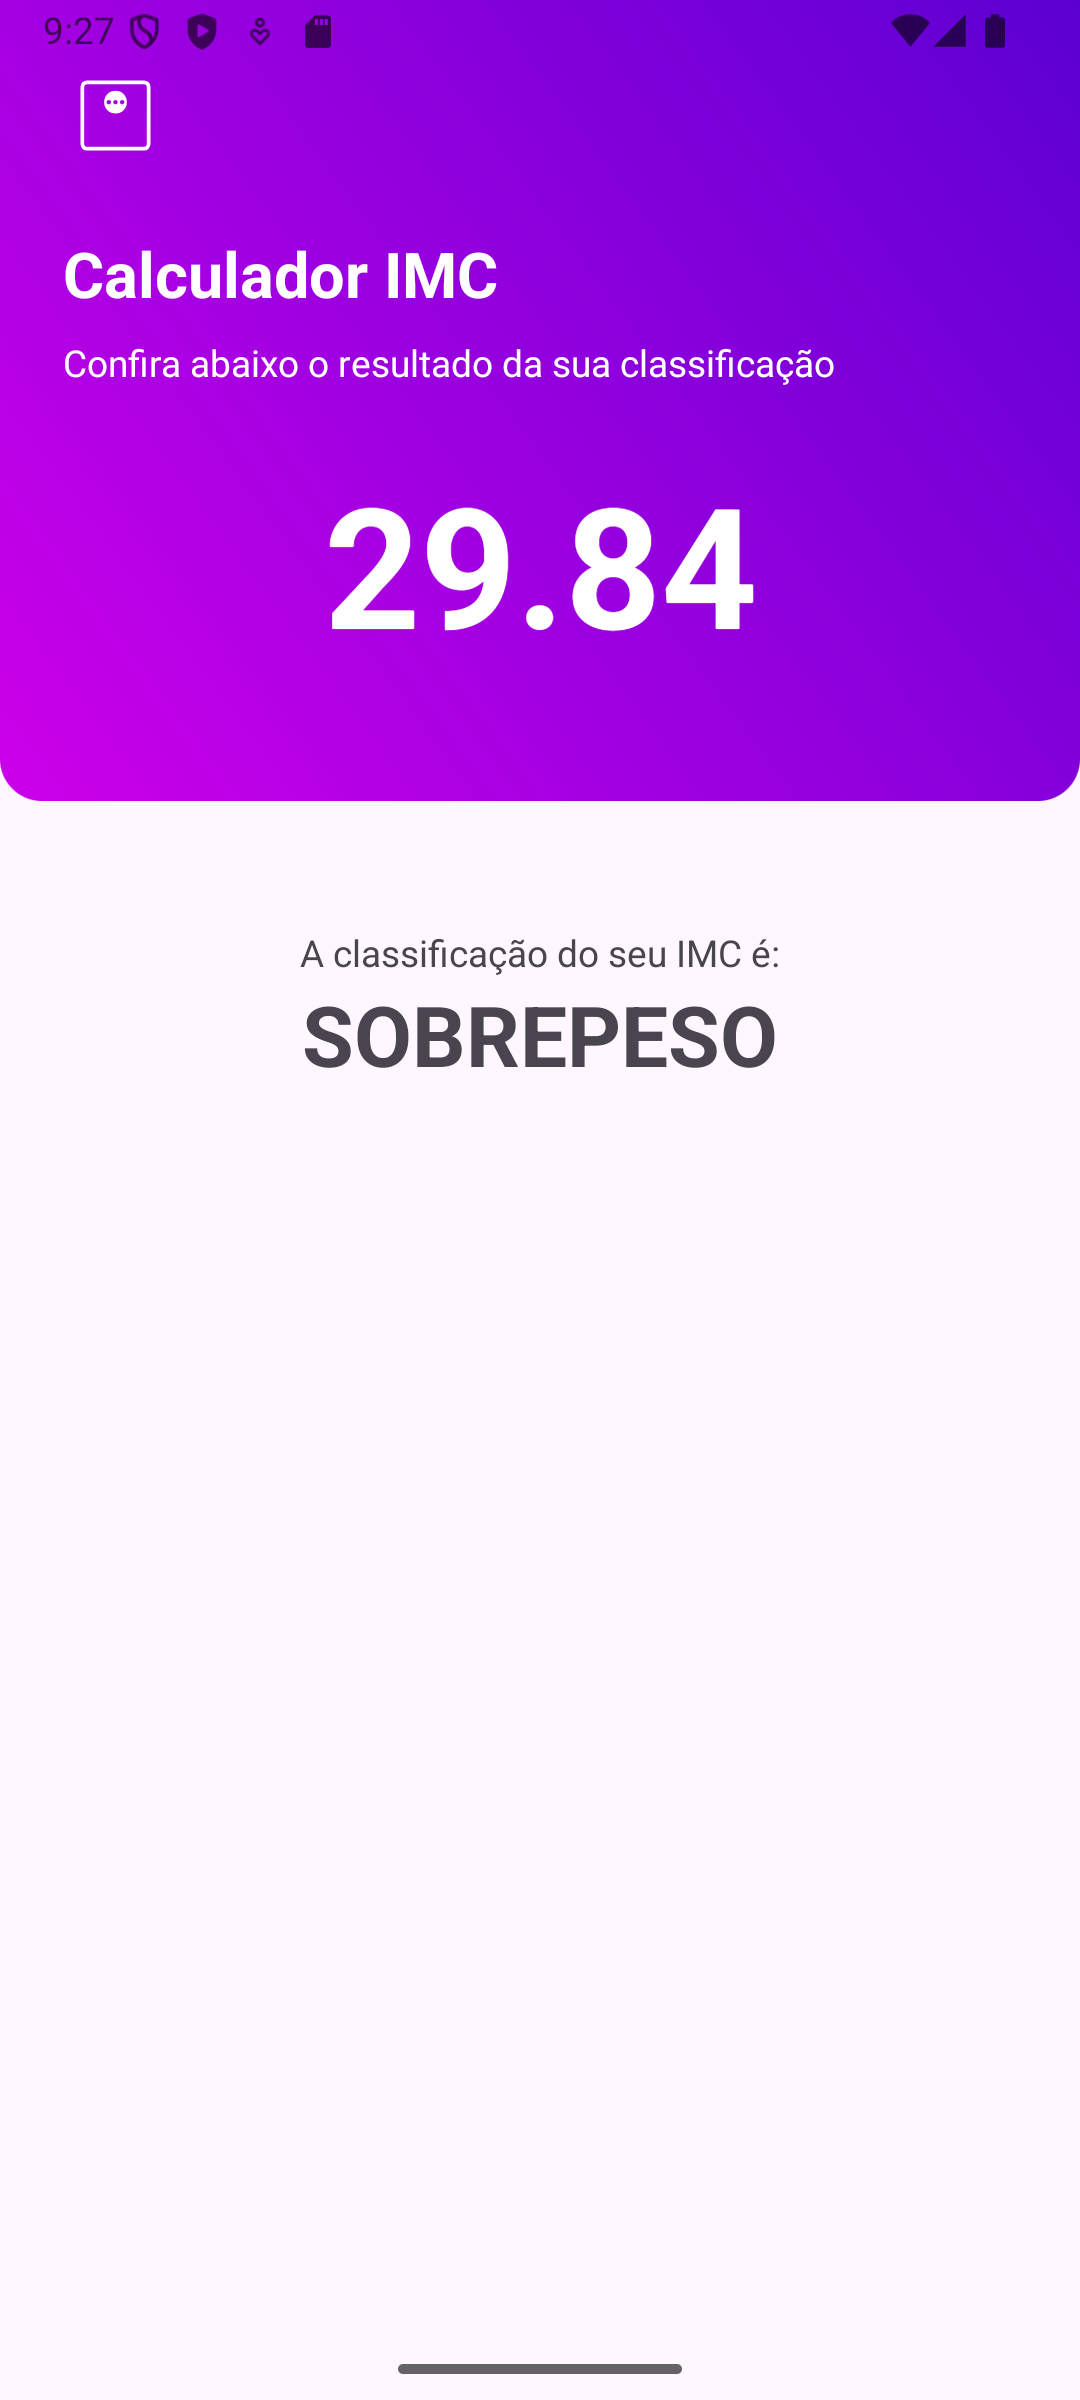 9:27
Calculador IMC
Confira abaixo o resultado da sua classificação
29.84
A classificação do seu IMC é:
SOBREPESO